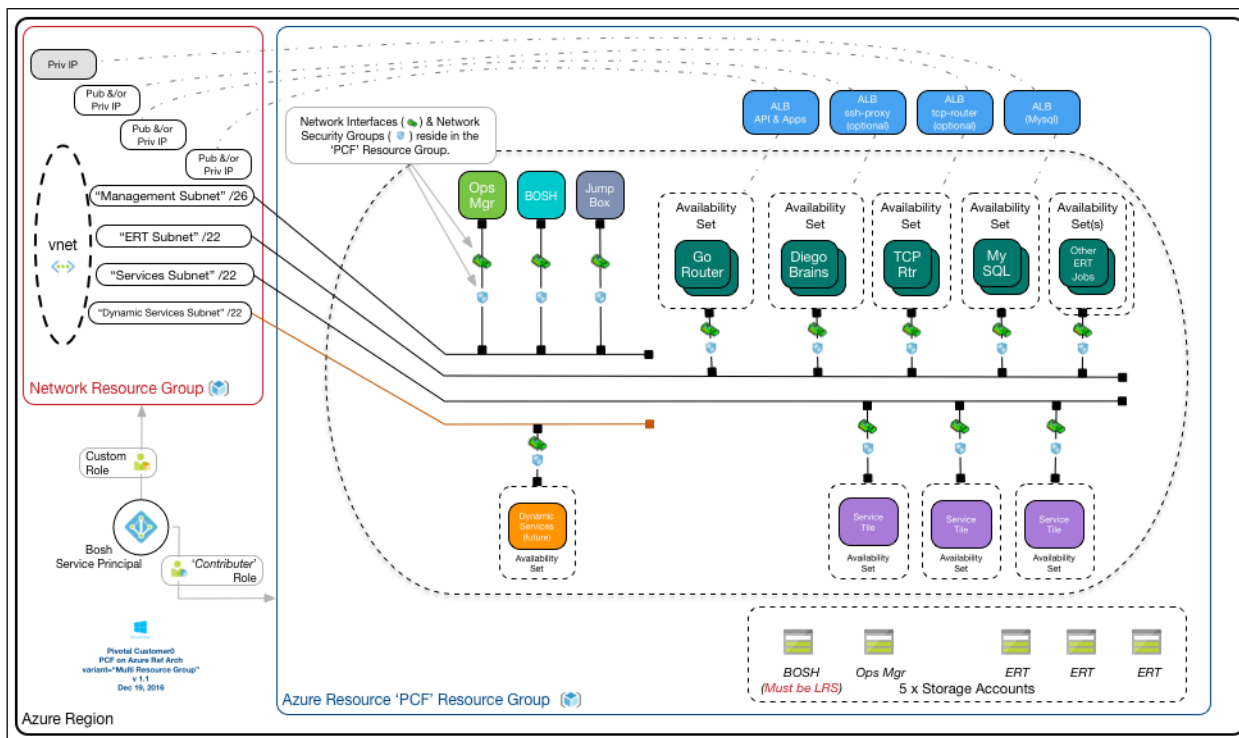 Priv IP
Pub &/or
Priv IP
Pub &/or
Priv IP
Pub &/or
Priv IP
vnet
“Management Subnet” /26
“ERT Subnet” /22
“Services Subnet” /22
“Dynamic Services Subnet” /22
Network Resource Group
Network Interfaces ( ) & Network
Security Groups ( ) reside in the
‘PCF’ Resource Group.
ALB
API & Apps
ALB
ssh-proxy
(optional)
ALB
tcp-router
(optional)
ALB
(Mysql)
Ops
Mgr
BOSH
Jump
Box
Availability
Set
Go
Router
Availability
Set
Diego
Brains
Availability
Set
TCP
Rtr
Availability
Set
My
SQL
Availability
Set(s)
Other
ERT
Jobs
Dynamic
Services
(future)
Availability
Set
Service
Tile
Availability
Set
Service
Tile
Availability
Set
Service
Tile
Availability
Set
Custom
Role
Bosh
Service Principal
‘Contributer’
Role
Pivotal Customer0
PCF on Azure Ref Arch
variant=“Multi Resource Group”
v 1.1
Dec 19, 2016
BOSH
(Must be LRS)
Ops Mgr
ERT
ERT
ERT
5 x Storage Accounts
Azure Resource ‘PCF’ Resource Group
Azure Region